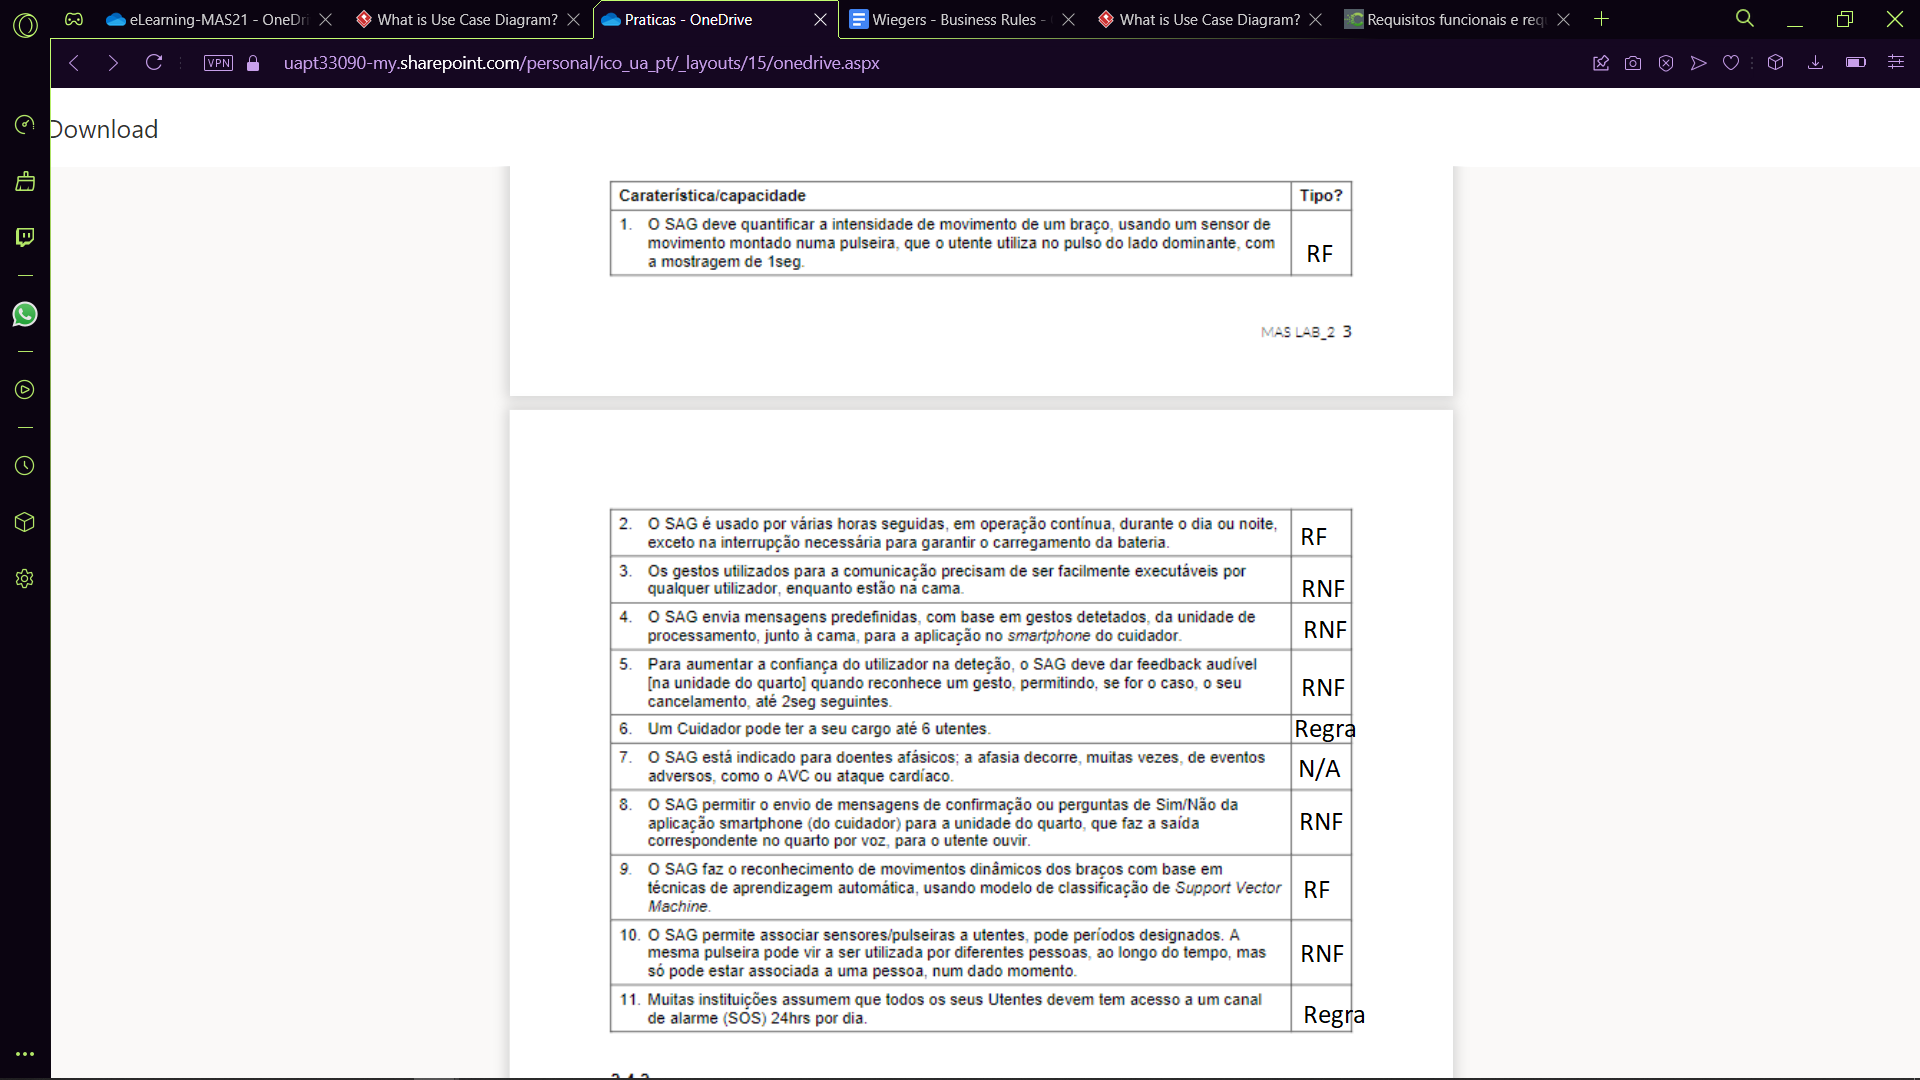 eLearning-MAS21 - OneDri
What is Use Case Diagram?
Praticas - OneDrive
Wiegers - Business Rules -
What is Use Case Diagram?
Requisitos funcionais e req
VPN
uapt33090-my.sharepoint.com/personal/ico_ua_pt/_layouts/15/onedrive.aspx
Download
Caraterística/capacidade Tipo?
1. O SAG deve quantificar a intensidade de movimento de um braço, usando um sensor de
movimento montado numa pulseira, que o utente utiliza no pulso do lado dominante, com
a mostragem de 1seg.
RF
MAS LAB_2 3
2. O SAG é usado por várias horas seguidas, em operação contínua, durante o dia ou noite,
exceto na interrupção necessária para garantir o carregamento da bateria.
RF
3. Os gestos utilizados para a comunicação precisam de ser facilmente executáveis por
qualquer utilizador, enquanto estão na cama.
RNF
4. O SAG envia mensagens predefinidas, com base em gestos detetados, da unidade de
processamento, junto à cama, para a aplicação no smartphone do cuidador.
RNF
5. Para aumentar a confiança do utilizador na deteção, o SAG deve dar feedback audível
[na unidade do quarto] quando reconhece um gesto, permitindo, se for o caso, o seu
cancelamento, até 2seg seguintes.
RNF
6. Um Cuidador pode ter a seu cargo até 6 utentes.
Regra
7. O SAG está indicado para doentes afásicos; a afasia decorre, muitas vezes, de eventos
adversos, como o AVC ou ataque cardíaco.
N/A
8. O SAG permitir o envio de mensagens de confirmação ou perguntas de Sim/Não da
aplicação smartphone (do cuidador) para a unidade do quarto, que faz a saída
correspondente no quarto por voz, para o utente ouvir.
RNF
9. O SAG faz o reconhecimento de movimentos dinâmicos dos braços com base em
técnicas de aprendizagem automática, usando modelo de classificação de Support Vector
Machine.
RF
10. O SAG permite associar sensores/pulseiras a utentes, pode períodos designados. A
mesma pulseira pode vir a ser utilizada por diferentes pessoas, ao longo do tempo, mas
só pode estar associada a uma pessoa, num dado momento.
RNF
11. Muitas instituições assumem que todos os seus Utentes devem tem acesso a um canal
de alarme (SOS) 24hrs por dia.
Regra